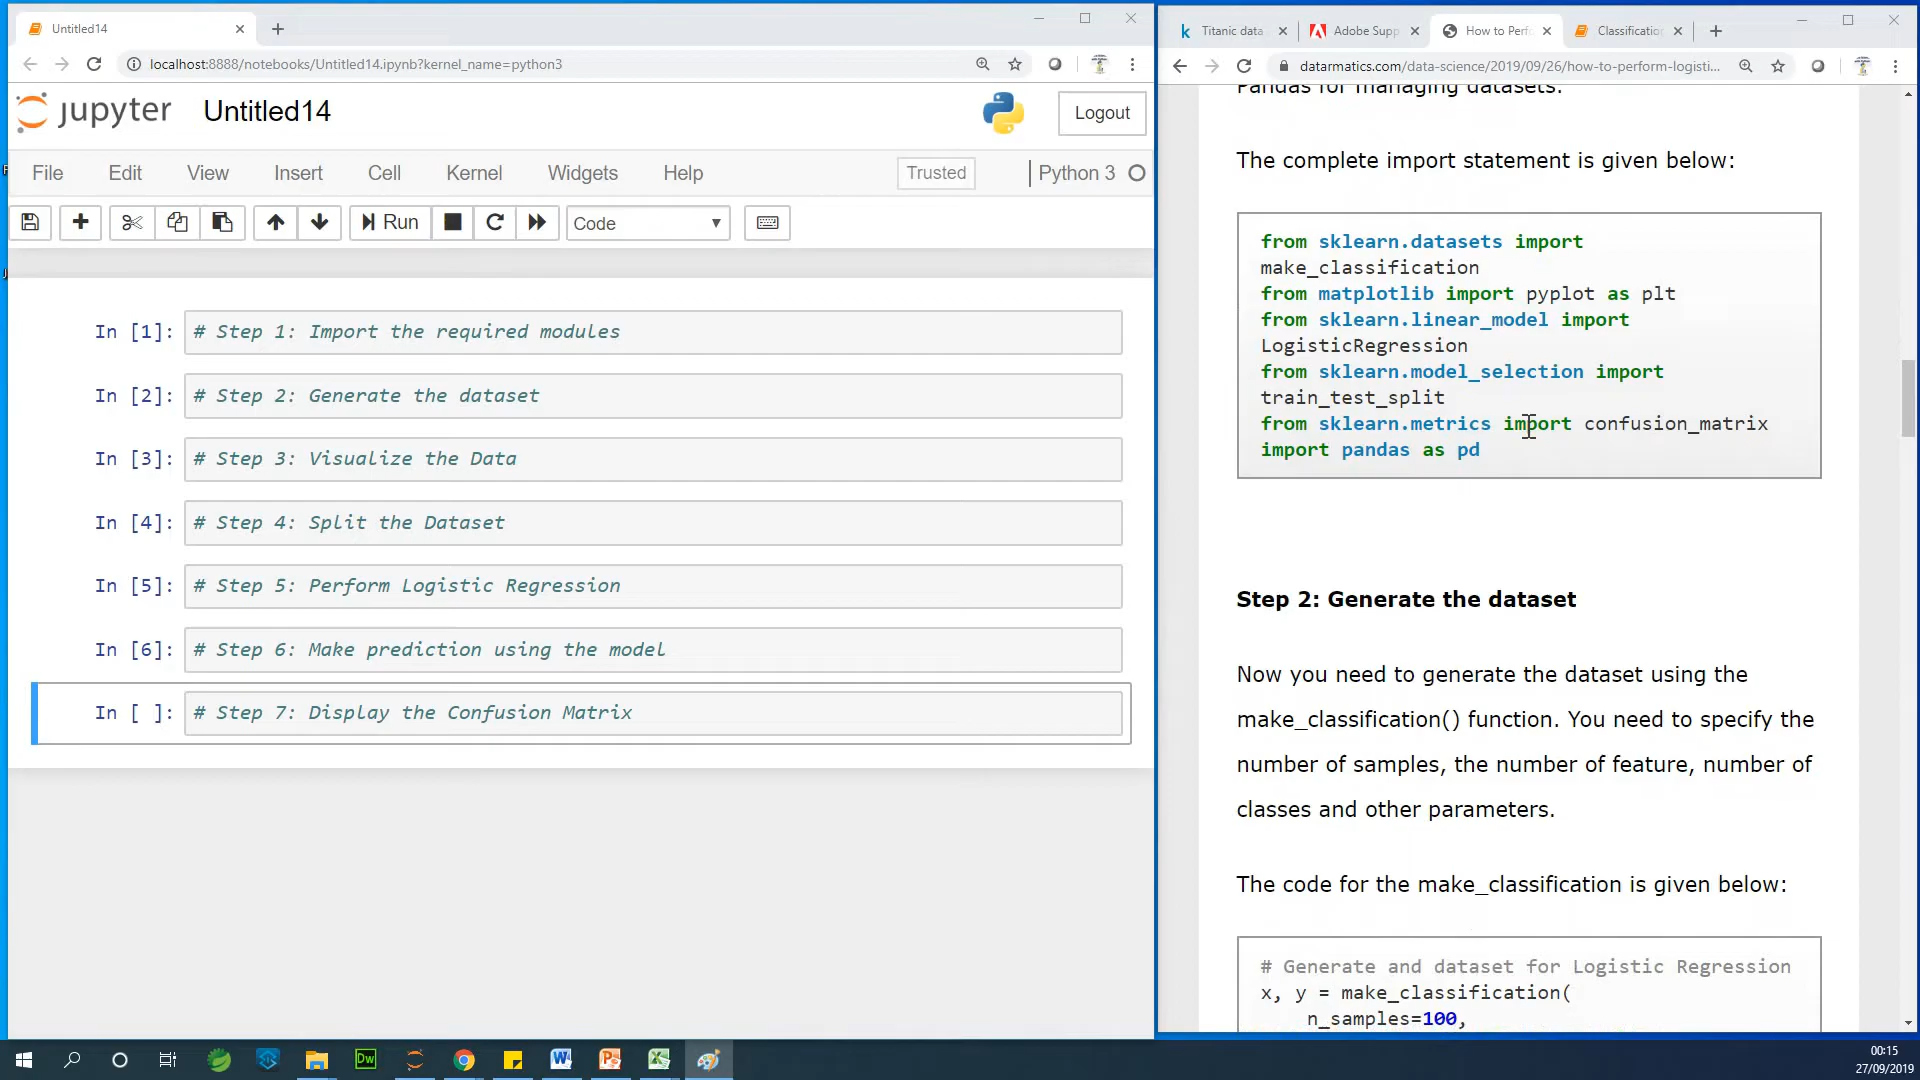 Untitled14
localhost:8888/notebooks/Untitled14.ipynb?kernel_name=python3
jupyter Untitled14
Logout
File Edit View Insert Cell Kernel Widgets Help
Trusted
Python 3
Run
Code
In [1]: # Step 1: Import the required modules
In [2]: # Step 2: Generate the dataset
In [3]: # Step 3: Visualize the Data
In [4]: # Step 4: Split the Dataset
In [5]: # Step 5: Perform Logistic Regression
In [6]: # Step 6: Make prediction using the model
In [ ]: # Step 7: Display the Confusion Matrix
Titanic data
Adobe Supp
How to Perfo
Classification
datarmatics.com/data-science/2019/09/26/how-to-perform-logisti...
Pandas for managing datasets.
The complete import statement is given below:
from sklearn.datasets import
make_classification
from matplotlib import pyplot as plt
from sklearn.linear_model import
LogisticRegression
from sklearn.model_selection import
train_test_split
from sklearn.metrics import confusion_matrix
import pandas as pd
Step 2: Generate the dataset
Now you need to generate the dataset using the
make_classification() function. You need to specify the
number of samples, the number of feature, number of
classes and other parameters.
The code for the make_classification is given below:
# Generate and dataset for Logistic Regression
x, y = make_classification(
n_samples=100,
Dw
00:15
27/09/2019